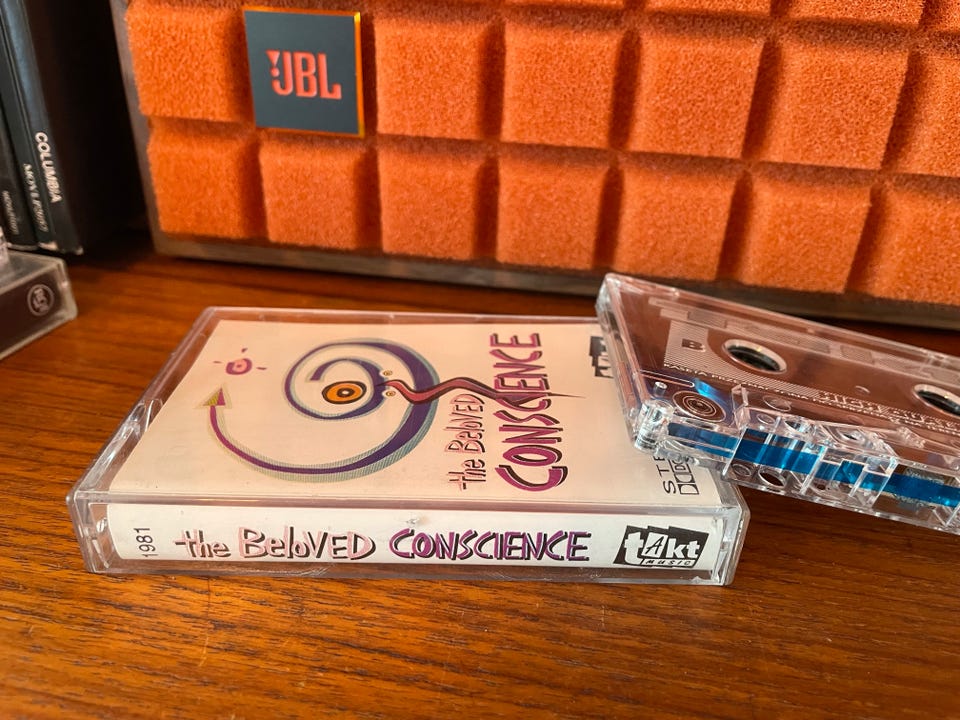 JBL
COLUMBIA
the BELOVED
CONSCIENCE
B
1981
the BELOVED CONSCIENCE
tAkt
MUSIC